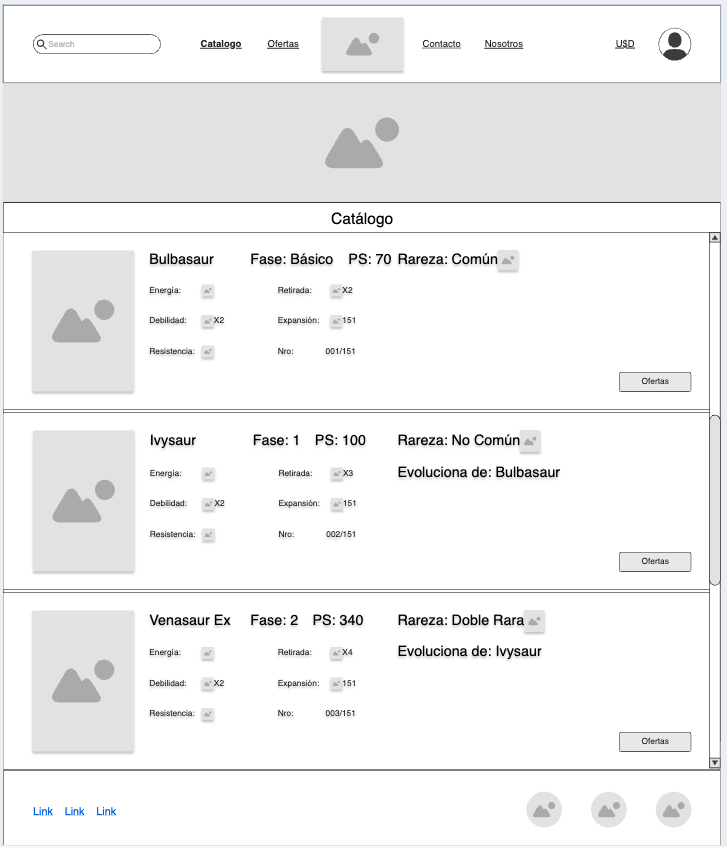 Search Catalogo Ofertas Contacto Nosotros U$D
Catálogo
Bulbasaur Fase: Básico PS: 70 Rareza: Común
Energía: Retirada: X2
Debilidad: X2 Expansión: 151
Resistencia: Nro: 001/151
Ofertas
Ivysaur Fase: 1 PS: 100 Rareza: No Común
Energía: Retirada: X3 Evoluciona de: Bulbasaur
Debilidad: X2 Expansión: 151
Resistencia: Nro: 002/151
Ofertas
Venasaur Ex Fase: 2 PS: 340 Rareza: Doble Rara
Energía: Retirada: X4 Evoluciona de: Ivysaur
Debilidad: X2 Expansión: 151
Resistencia: Nro: 003/151
Ofertas
Link Link Link